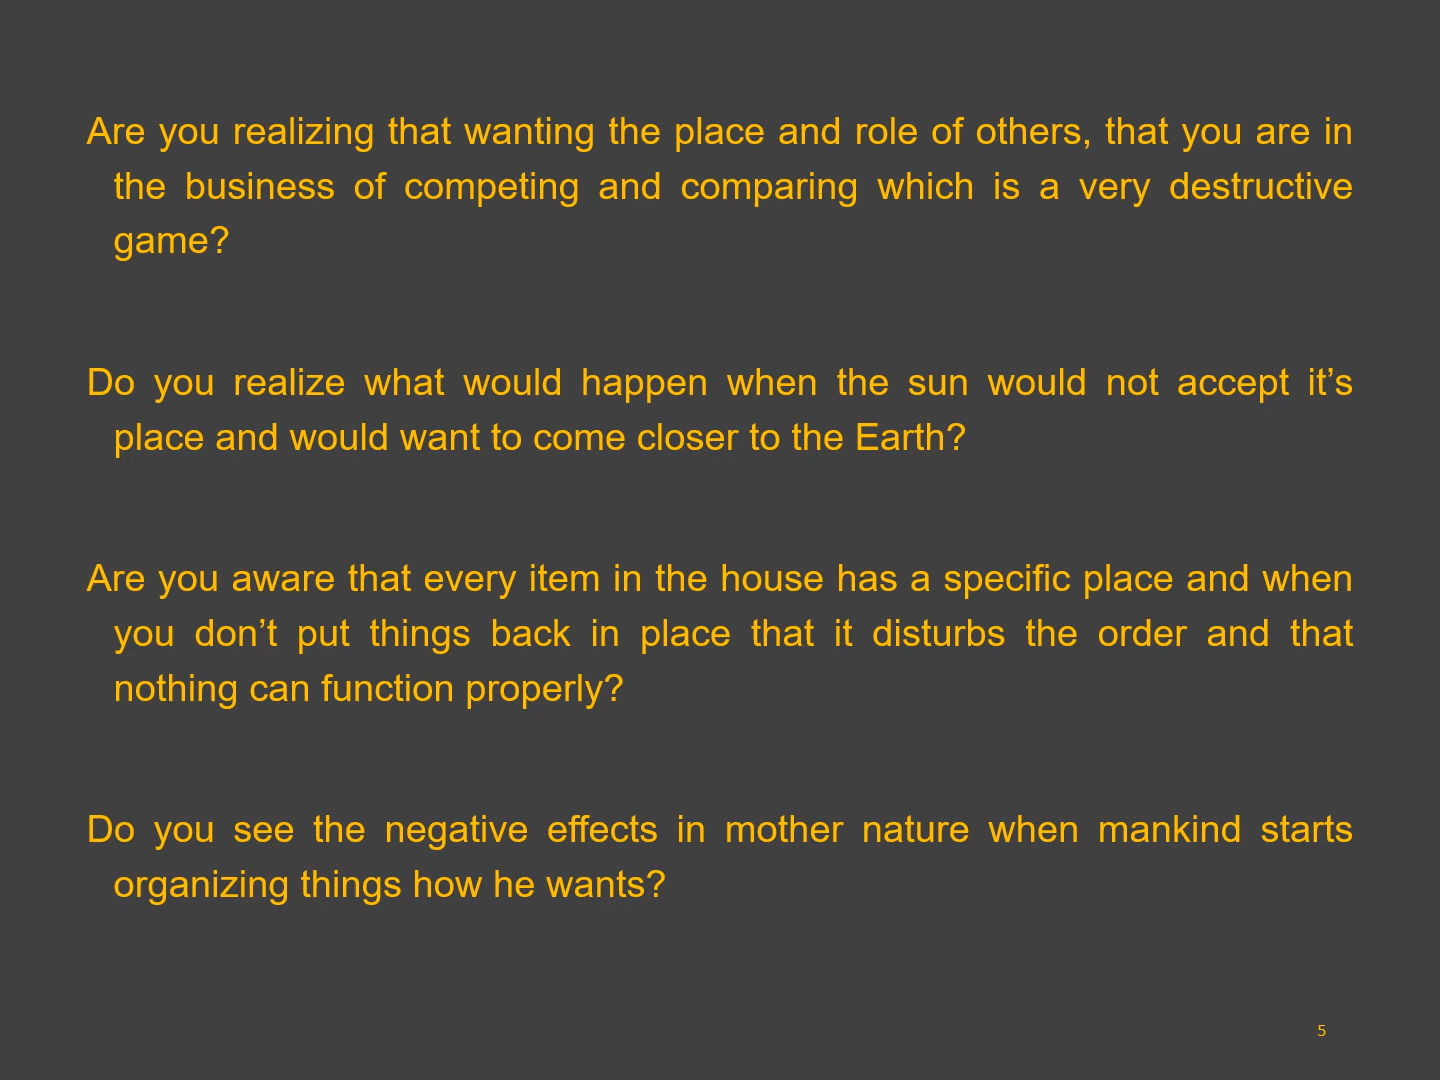 Are you realizing that wanting the place and role of others, that you are in
the business of competing and comparing which is a very destructive
game?
Do you realize what would happen when the sun would not accept it’s
place and would want to come closer to the Earth?
Are you aware that every item in the house has a specific place and when
you don’t put things back in place that it disturbs the order and that
nothing can function properly?
Do you see the negative effects in mother nature when mankind starts
organizing things how he wants?
5